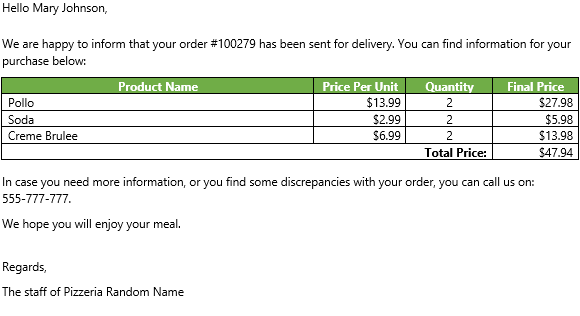 Hello Mary Johnson,
We are happy to inform that your order #100279 has been sent for delivery. You can find information for your
purchase below:
Product Name Price Per Unit Quantity Final Price
Pollo $13.99 2 $27.98
Soda $2.99 2 $5.98
Creme Brulee $6.99 2 $13.98
Total Price: $47.94
In case you need more information, or you find some discrepancies with your order, you can call us on:
555-777-777.
We hope you will enjoy your meal.
Regards,
The staff of Pizzeria Random Name